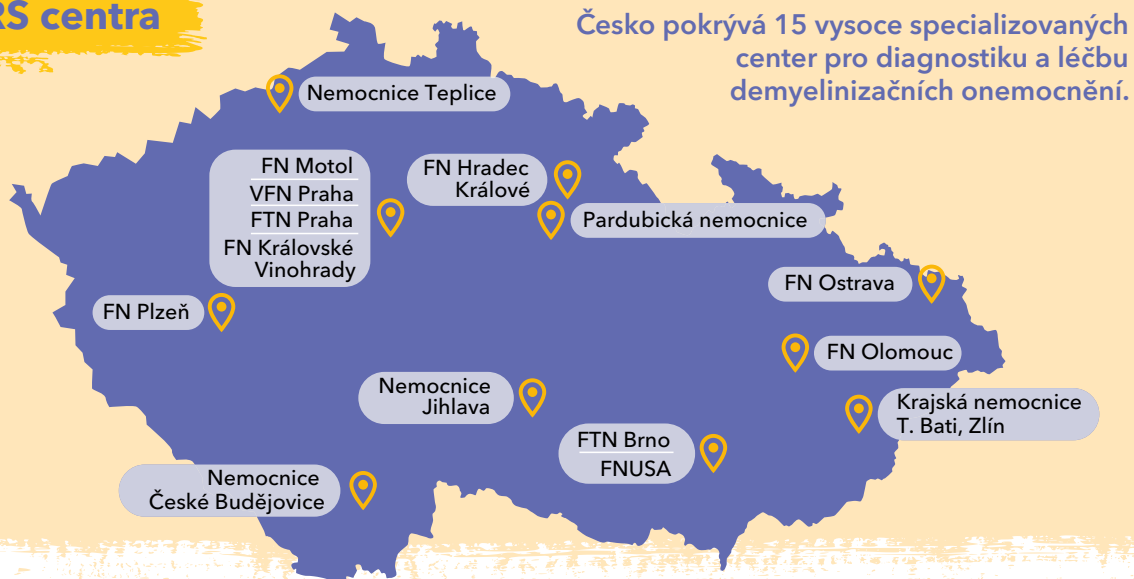 RS centra
Česko pokrývá 15 vysoce specializovaných
center pro diagnostiku a léčbu
demyelinizačních onemocnění.
Nemocnice Teplice
FN Motol
VFN Praha
FTN Praha
FN Královské
Vinohrady
FN Hradec
Králové
Pardubická nemocnice
FN Ostrava
FN Plzeň
FN Olomouc
Nemocnice
Jihlava
Krajská nemocnice
T. Bati, Zlín
FTN Brno
FNUSA
Nemocnice
České Budějovice